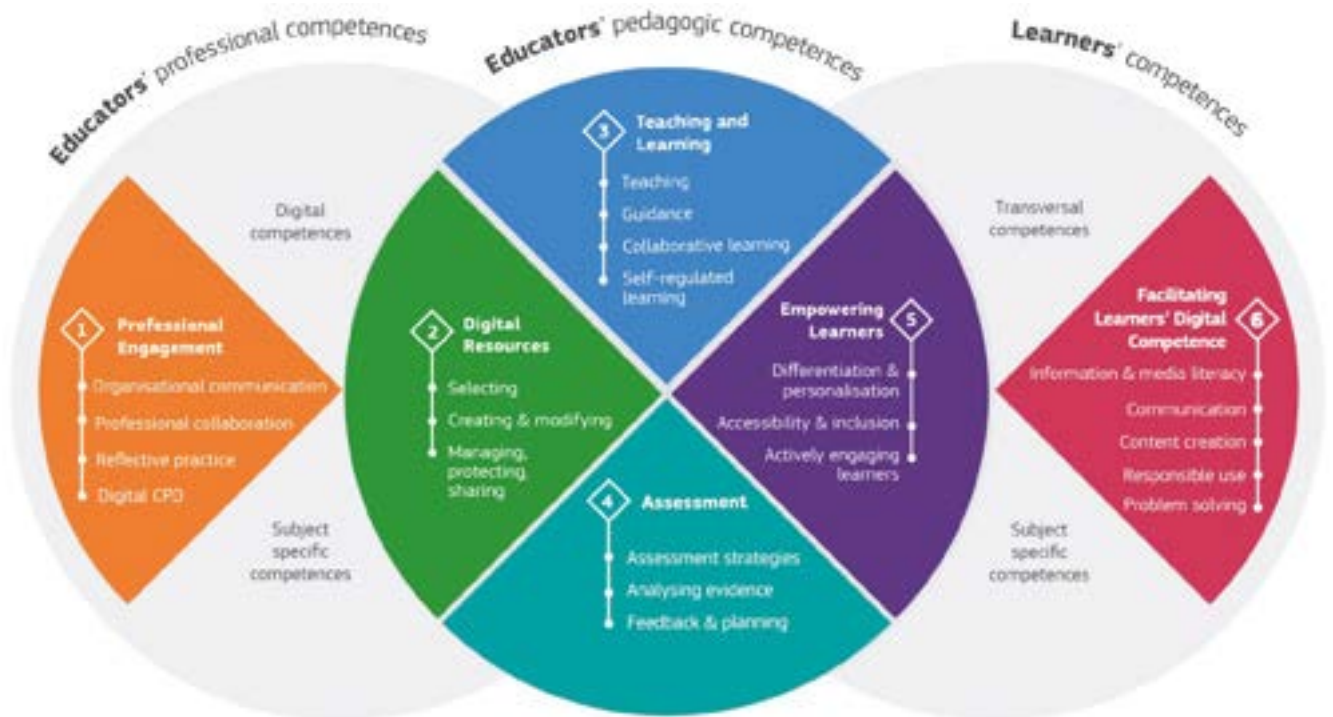 Educators' professional competences
Educators' pedagogic competences
Learners' competences
Digital
competences
Subject
specific
competences
1
Professional
Engagement
Organisational communication
Professional collaboration
Reflective practice
Digital CPD
2
Digital
Resources
Selecting
Creating & modifying
Managing,
protecting,
sharing
3
Teaching and
Learning
Teaching
Guidance
Collaborative learning
Self-regulated
learning
4
Assessment
Assessment strategies
Analysing evidence
Feedback & planning
5
Empowering
Learners
Differentiation &
personalisation
Accessibility & inclusion
Actively engaging
learners
Transversal
competences
Subject
specific
competences
6
Facilitating
Learners' Digital
Competence
Information & media literacy
Communication
Content creation
Responsible use
Problem solving